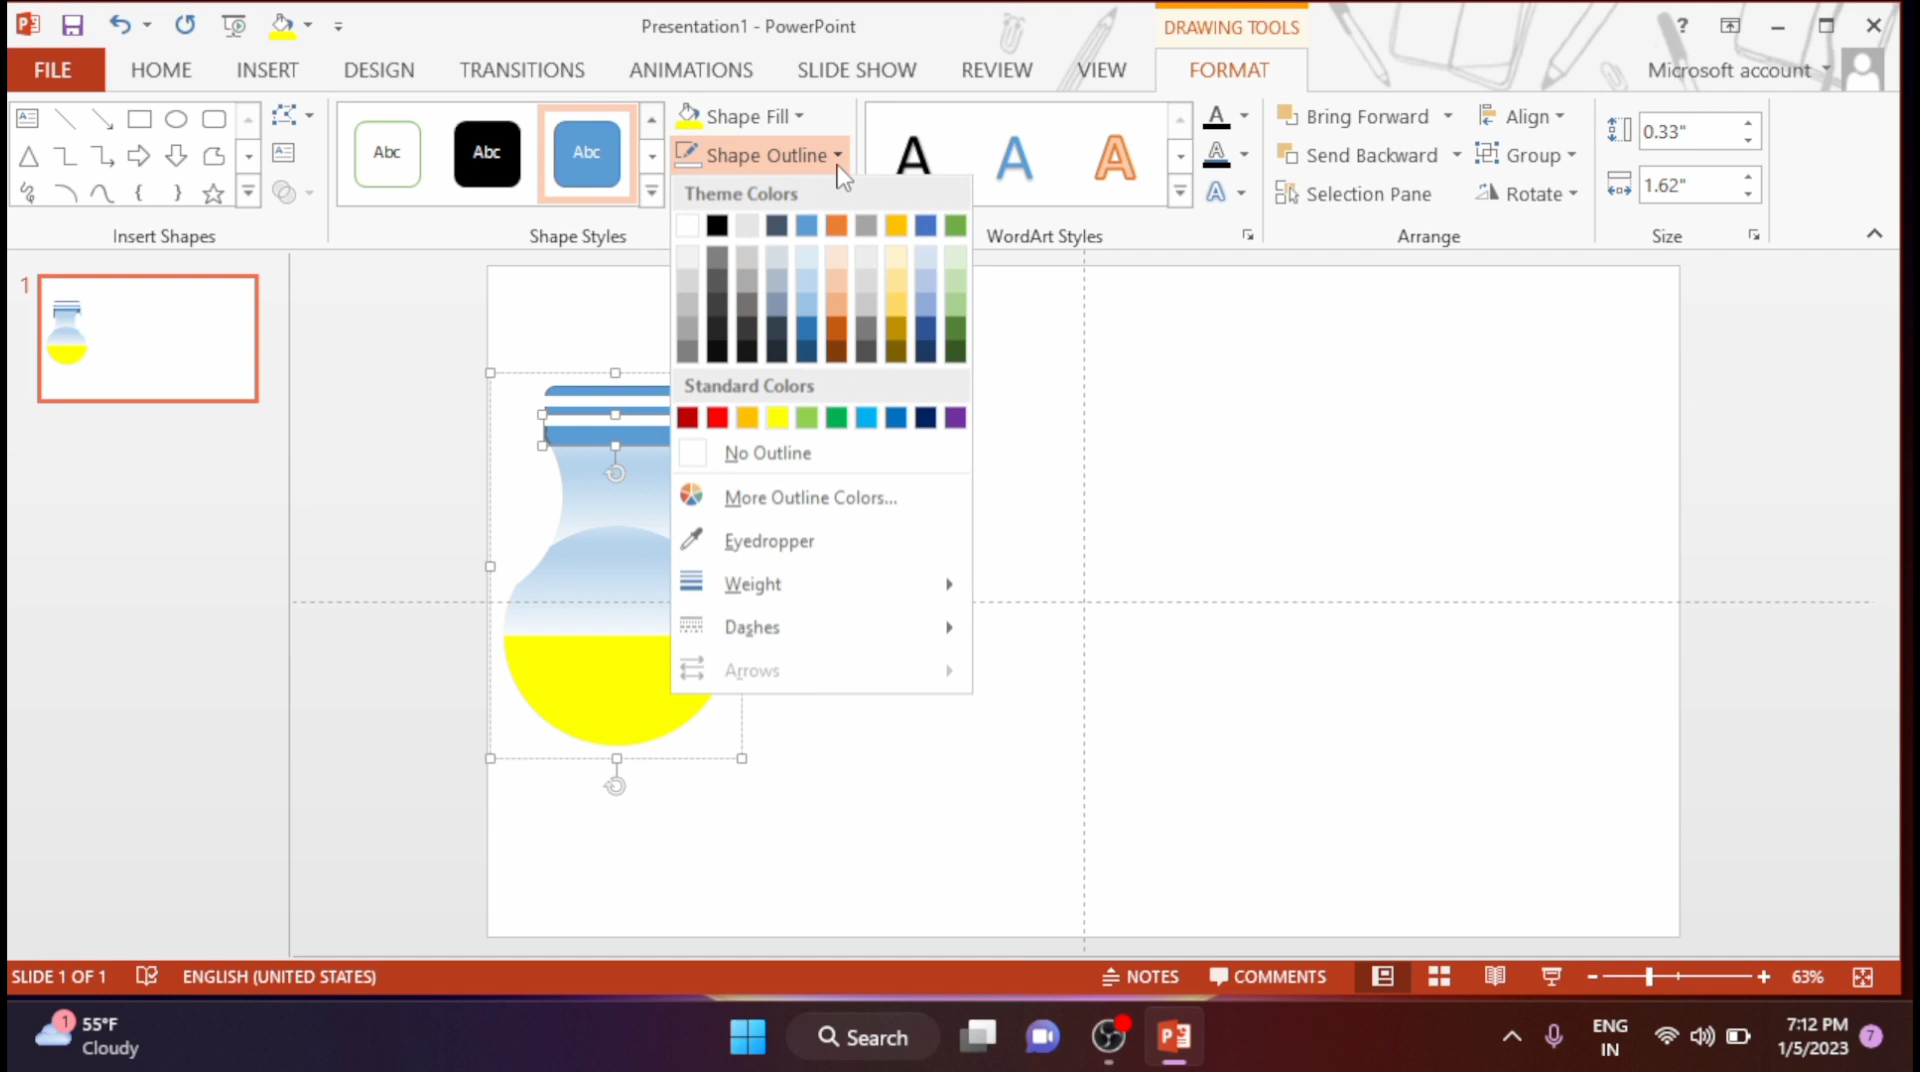 Presentation1 - PowerPoint
DRAWING TOOLS
?
FILE
HOME
INSERT
DESIGN
TRANSITIONS
ANIMATIONS
SLIDE SHOW
REVIEW
VIEW
FORMAT
Microsoft account
Abc
Abc
Abc
Shape Fill
Shape Outline
A
A
A
A
A
A
Bring Forward
Send Backward
Selection Pane
Align
Group
Rotate
0.33"
1.62"
Insert Shapes
Shape Styles
WordArt Styles
Arrange
Size
Theme Colors
Standard Colors
No Outline
More Outline Colors...
Eyedropper
Weight
Dashes
Arrows
1
SLIDE 1 OF 1
ENGLISH (UNITED STATES)
NOTES
COMMENTS
63%
1
55°F
Cloudy
Search
ENG
IN
7:12 PM
1/5/2023
7